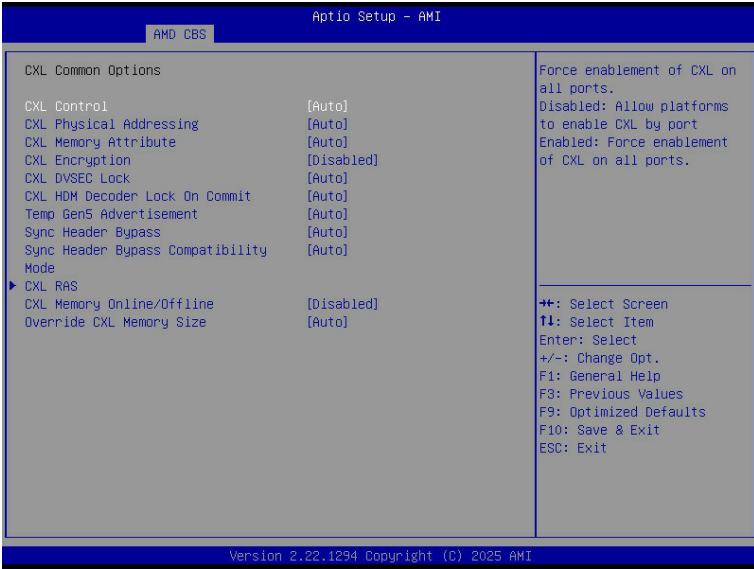 Aptio Setup - AMI
AMD CBS
CXL Common Options
CXL Control [Auto]
CXL Physical Addressing [Auto]
CXL Memory Attribute [Auto]
CXL Encryption [Disabled]
CXL DVSEC Lock [Auto]
CXL HDM Decoder Lock On Commit [Auto]
Temp Gen5 Advertisement [Auto]
Sync Header Bypass [Auto]
Sync Header Bypass Compatibility [Auto]
Mode
CXL RAS
CXL Memory Online/Offline [Disabled]
Override CXL Memory Size [Auto]
Force enablement of CXL on
all ports.
Disabled: Allow platforms
to enable CXL by port
Enabled: Force enablement
of CXL on all ports.
→←: Select Screen
↑↓: Select Item
Enter: Select
+/-: Change Opt.
F1: General Help
F3: Previous Values
F9: Optimized Defaults
F10: Save & Exit
ESC: Exit
Version 2.22.1294 Copyright (C) 2025 AMI